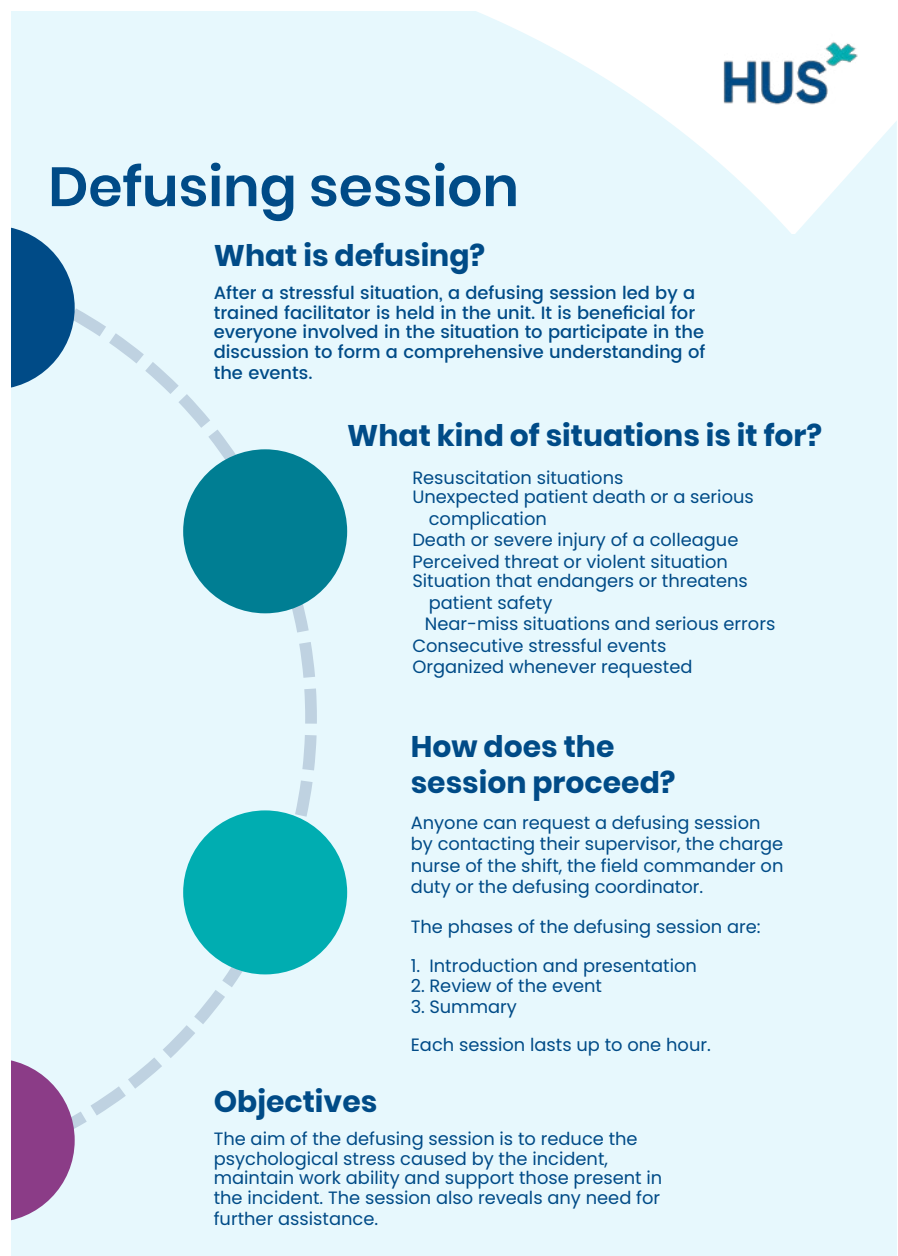 HUS
Defusing session
What is defusing?
After a stressful situation, a defusing session led by a
trained facilitator is held in the unit. It is beneficial for
everyone involved in the situation to participate in the
discussion to form a comprehensive understanding of
the events.
What kind of situations is it for?
Resuscitation situations
Unexpected patient death or a serious
complication
Death or severe injury of a colleague
Perceived threat or violent situation
Situation that endangers or threatens
patient safety
Near-miss situations and serious errors
Consecutive stressful events
Organized whenever requested
How does the
session proceed?
Anyone can request a defusing session
by contacting their supervisor, the charge
nurse of the shift, the field commander on
duty or the defusing coordinator.
The phases of the defusing session are:
1. Introduction and presentation
2. Review of the event
3. Summary
Each session lasts up to one hour.
Objectives
The aim of the defusing session is to reduce the
psychological stress caused by the incident,
maintain work ability and support those present in
the incident. The session also reveals any need for
further assistance.